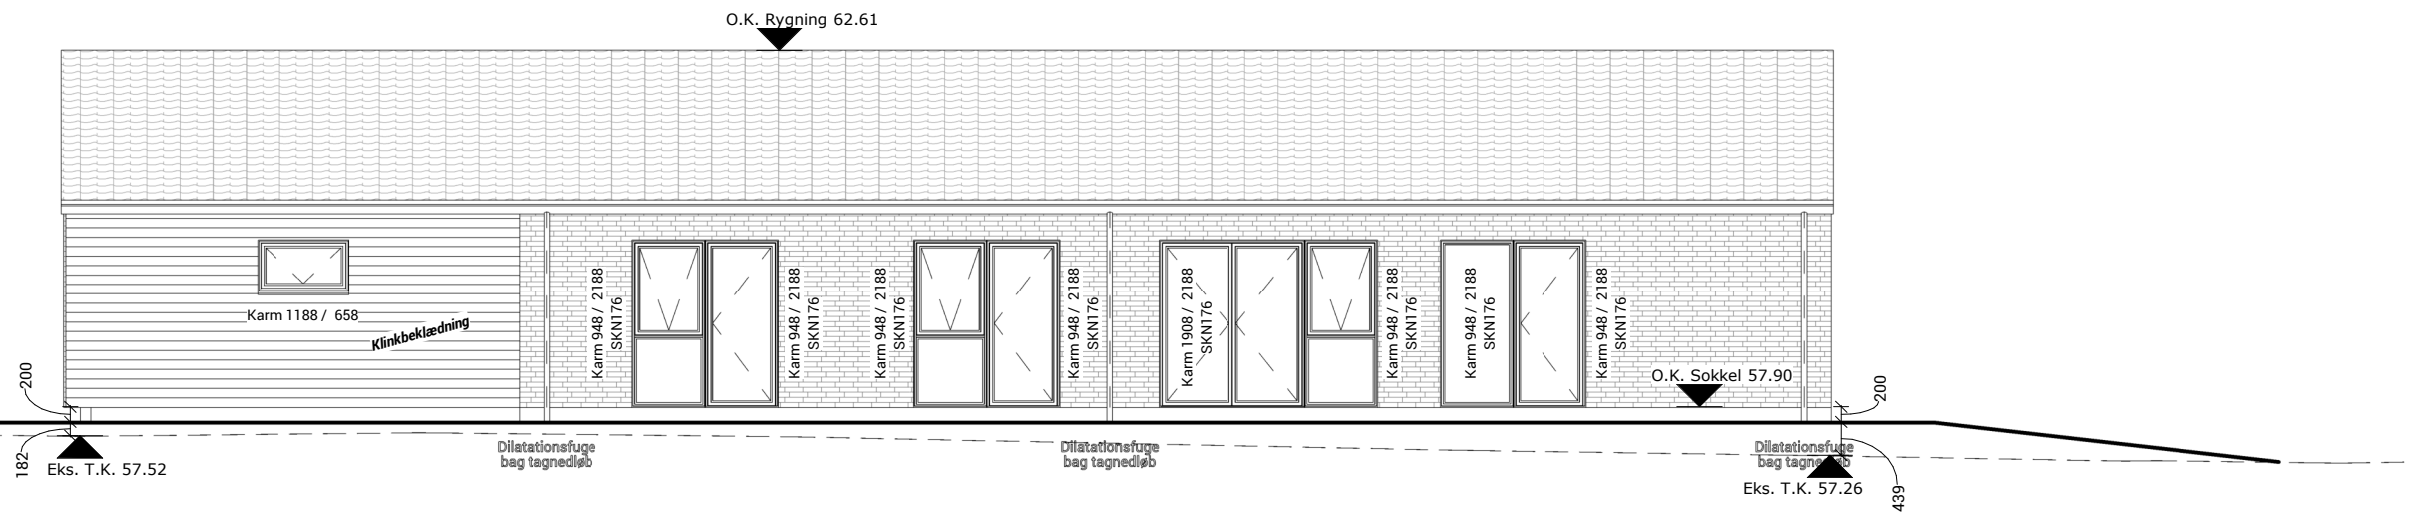 O.K. Rygning 62.61
Karm 1188 / 658
Klinkbeklædning
Karm 948 / 2188
SKN176
Karm 948 / 2188
SKN176
Karm 948 / 2188
SKN176
Karm 948 / 2188
SKN176
Karm 1908 / 2188
SKN176
Karm 948 / 2188
SKN176
Karm 948 / 2188
SKN176
Karm 948 / 2188
SKN176
O.K. Sokkel 57.90
200
200
182
Eks. T.K. 57.52
Dilatationsfuge
bag tagnedløb
Dilatationsfuge
bag tagnedløb
Dilatationsfuge
bag tagnedløb
Eks. T.K. 57.26
439